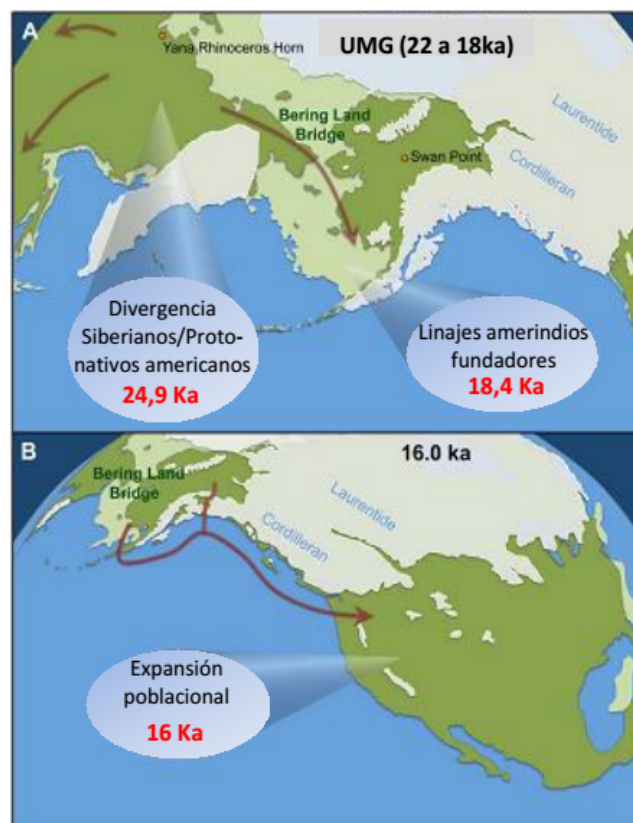 A
UMG (22 a 18ka)
Yana Rhinoceros Horn
Bering Land
Bridge
Laurentide
Cordilleran
Swan Point
Divergencia
Siberianos/Proto-
nativos americanos
24,9 Ka
Linajes amerindios
fundadores
18,4 Ka
B
16.0 ka
Bering Land
Bridge
Laurentide
Cordilleran
Expansión
poblacional
16 Ka